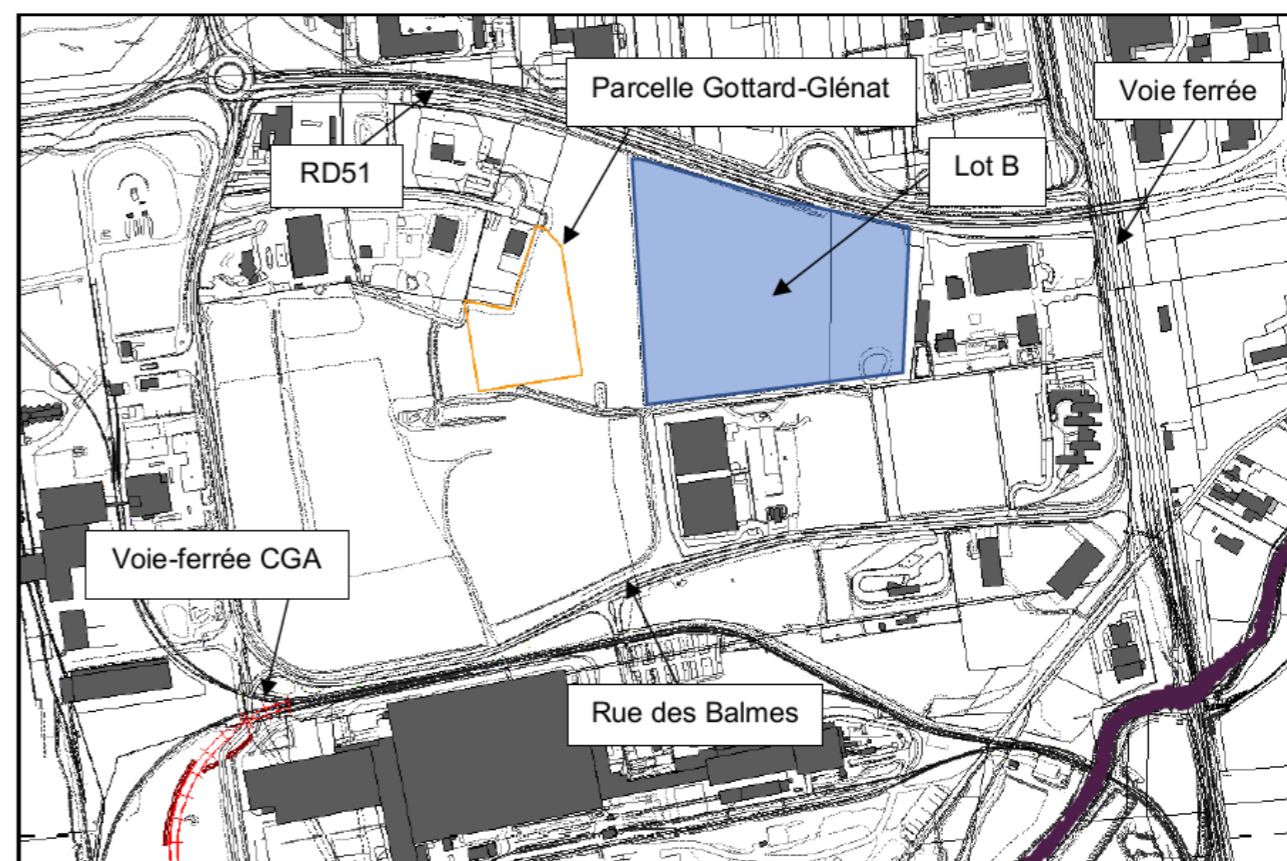 Parcelle Gottard-Glénat
Voie ferrée
RD51
Lot B
Voie-ferrée CGA
Rue des Balmes